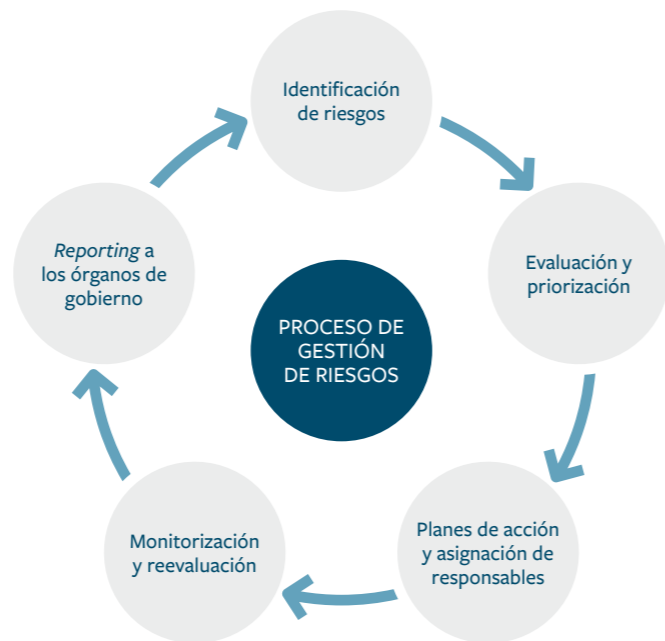 Identificación
de riesgos
Evaluación y
priorización
Planes de acción
y asignación de
responsables
Monitorización
y reevaluación
Reporting a
los órganos de
gobierno
PROCESO DE
GESTIÓN
DE RIESGOS